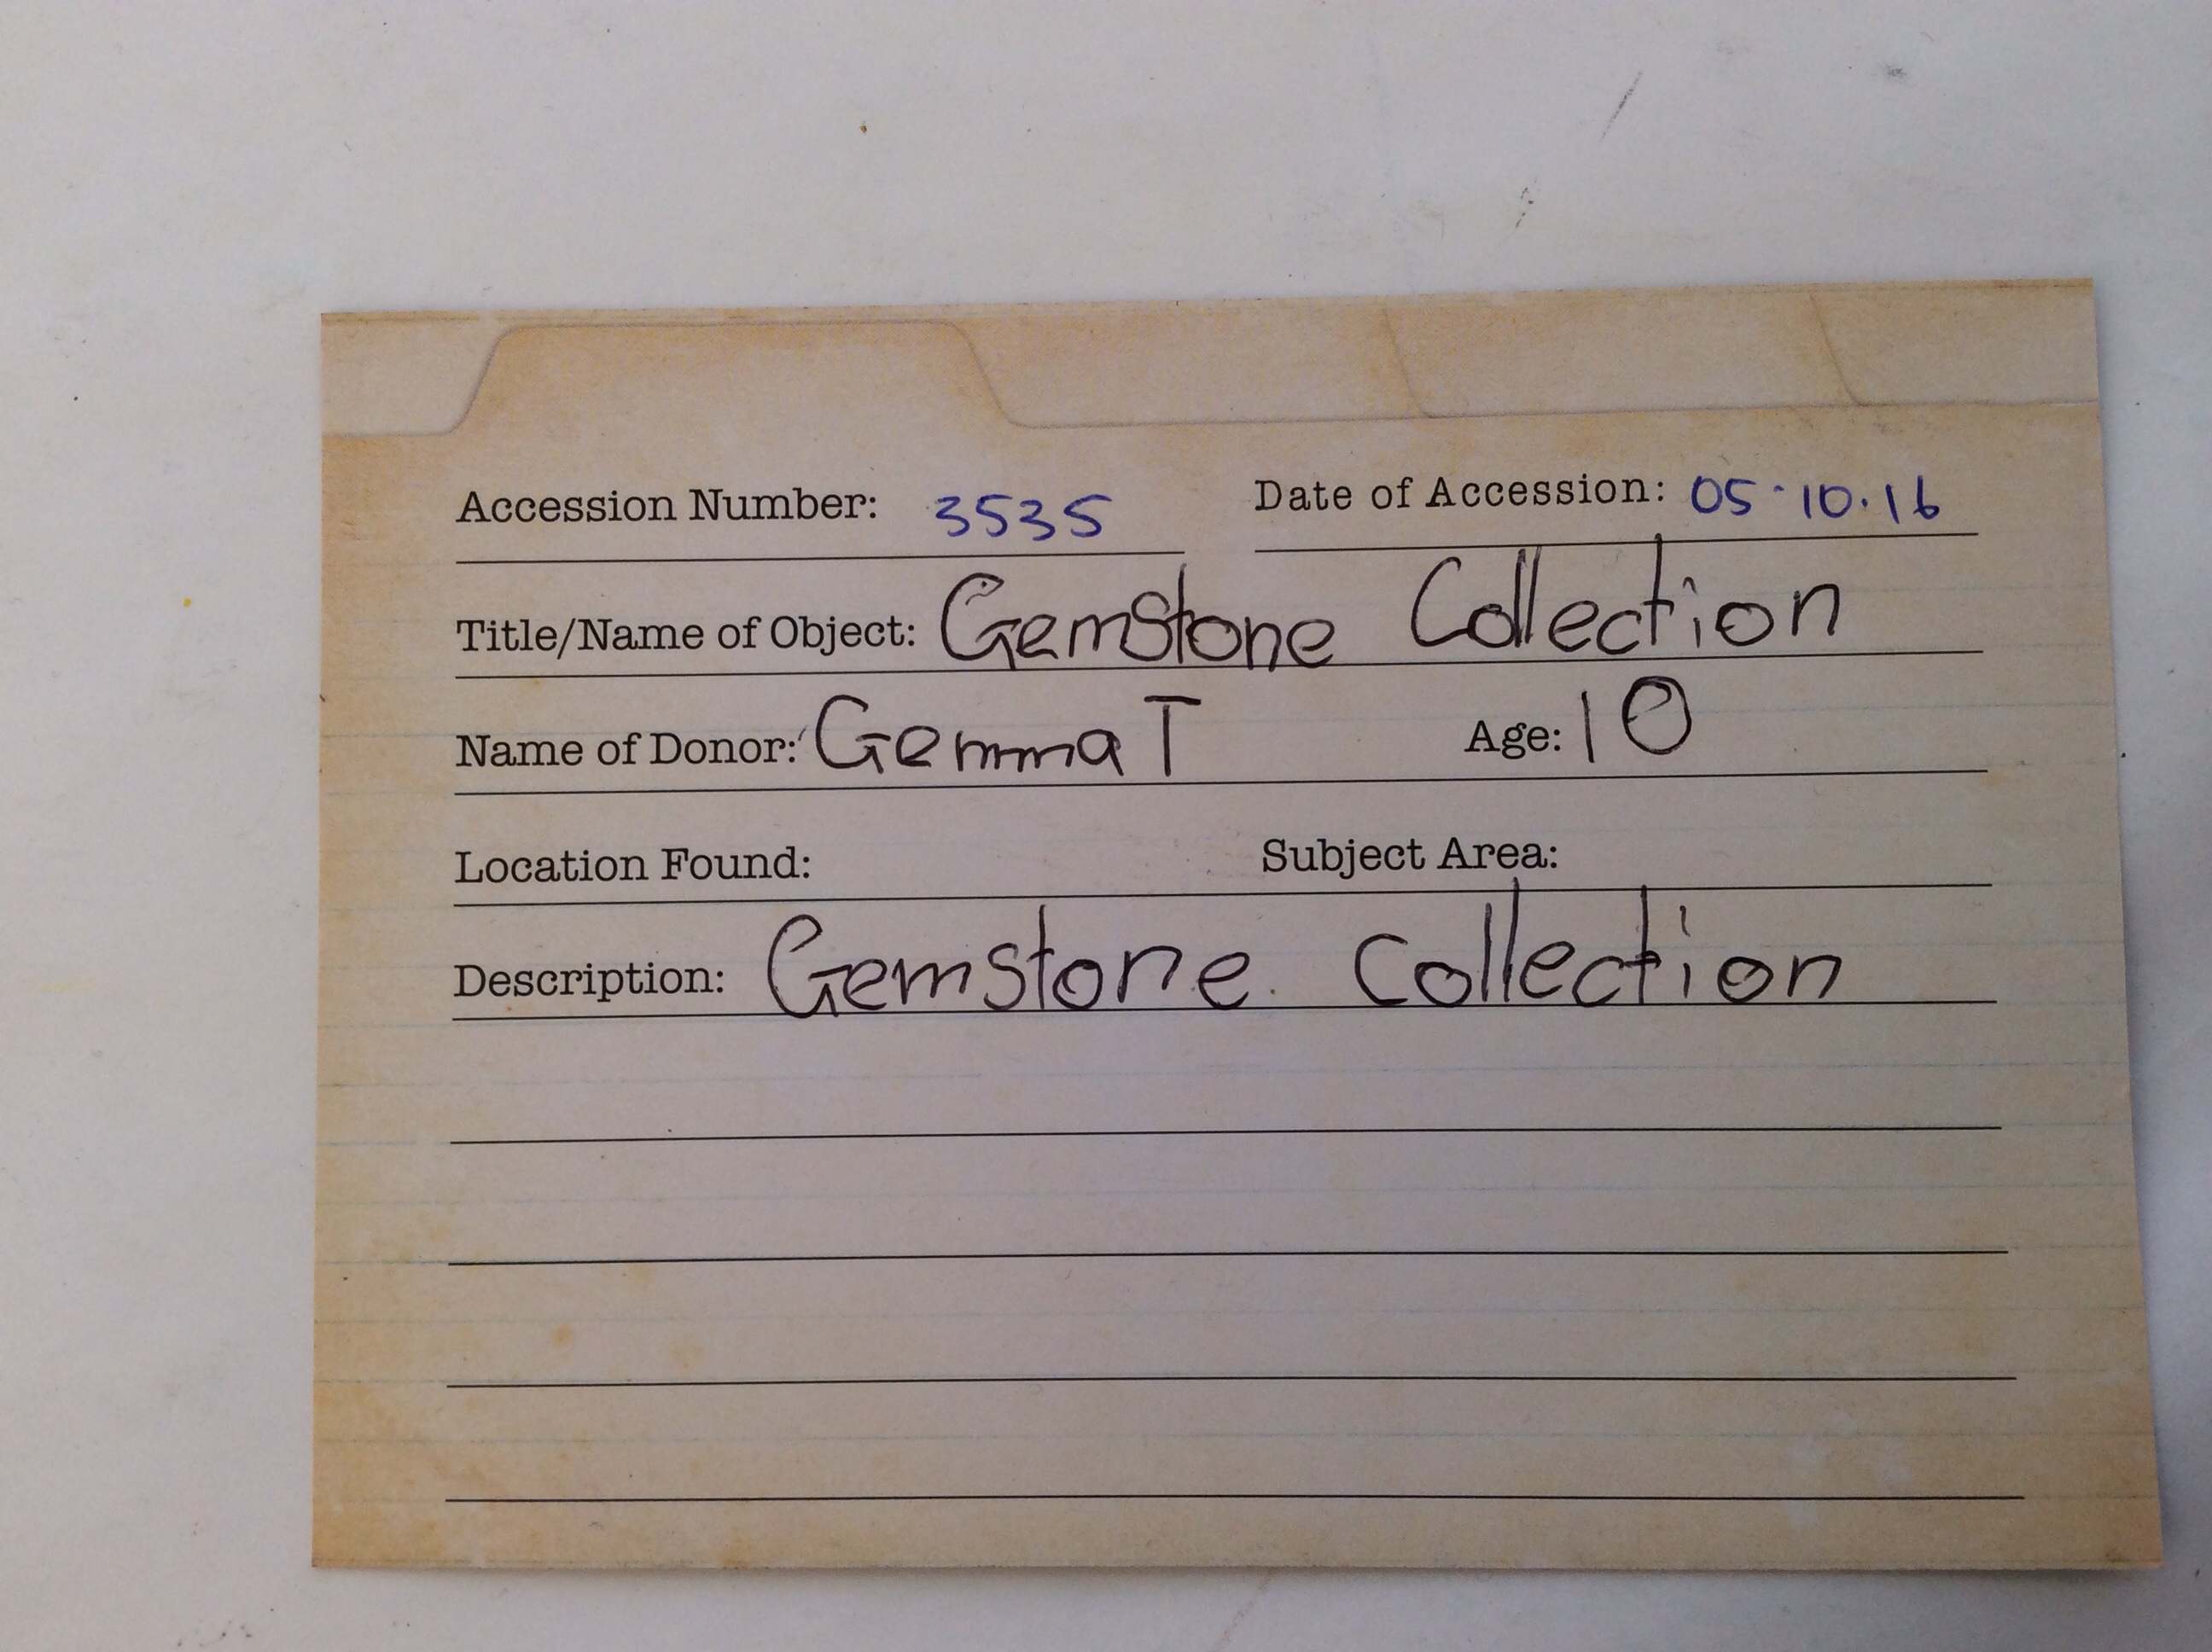 Accession Number: 3535 Date of Accession: 05.10.16
Title/Name of Object: Gemstone Collection
Name of Donor: Gemma T Age: 10
Location Found: Subject Area:
Description: Gemstone. Collection